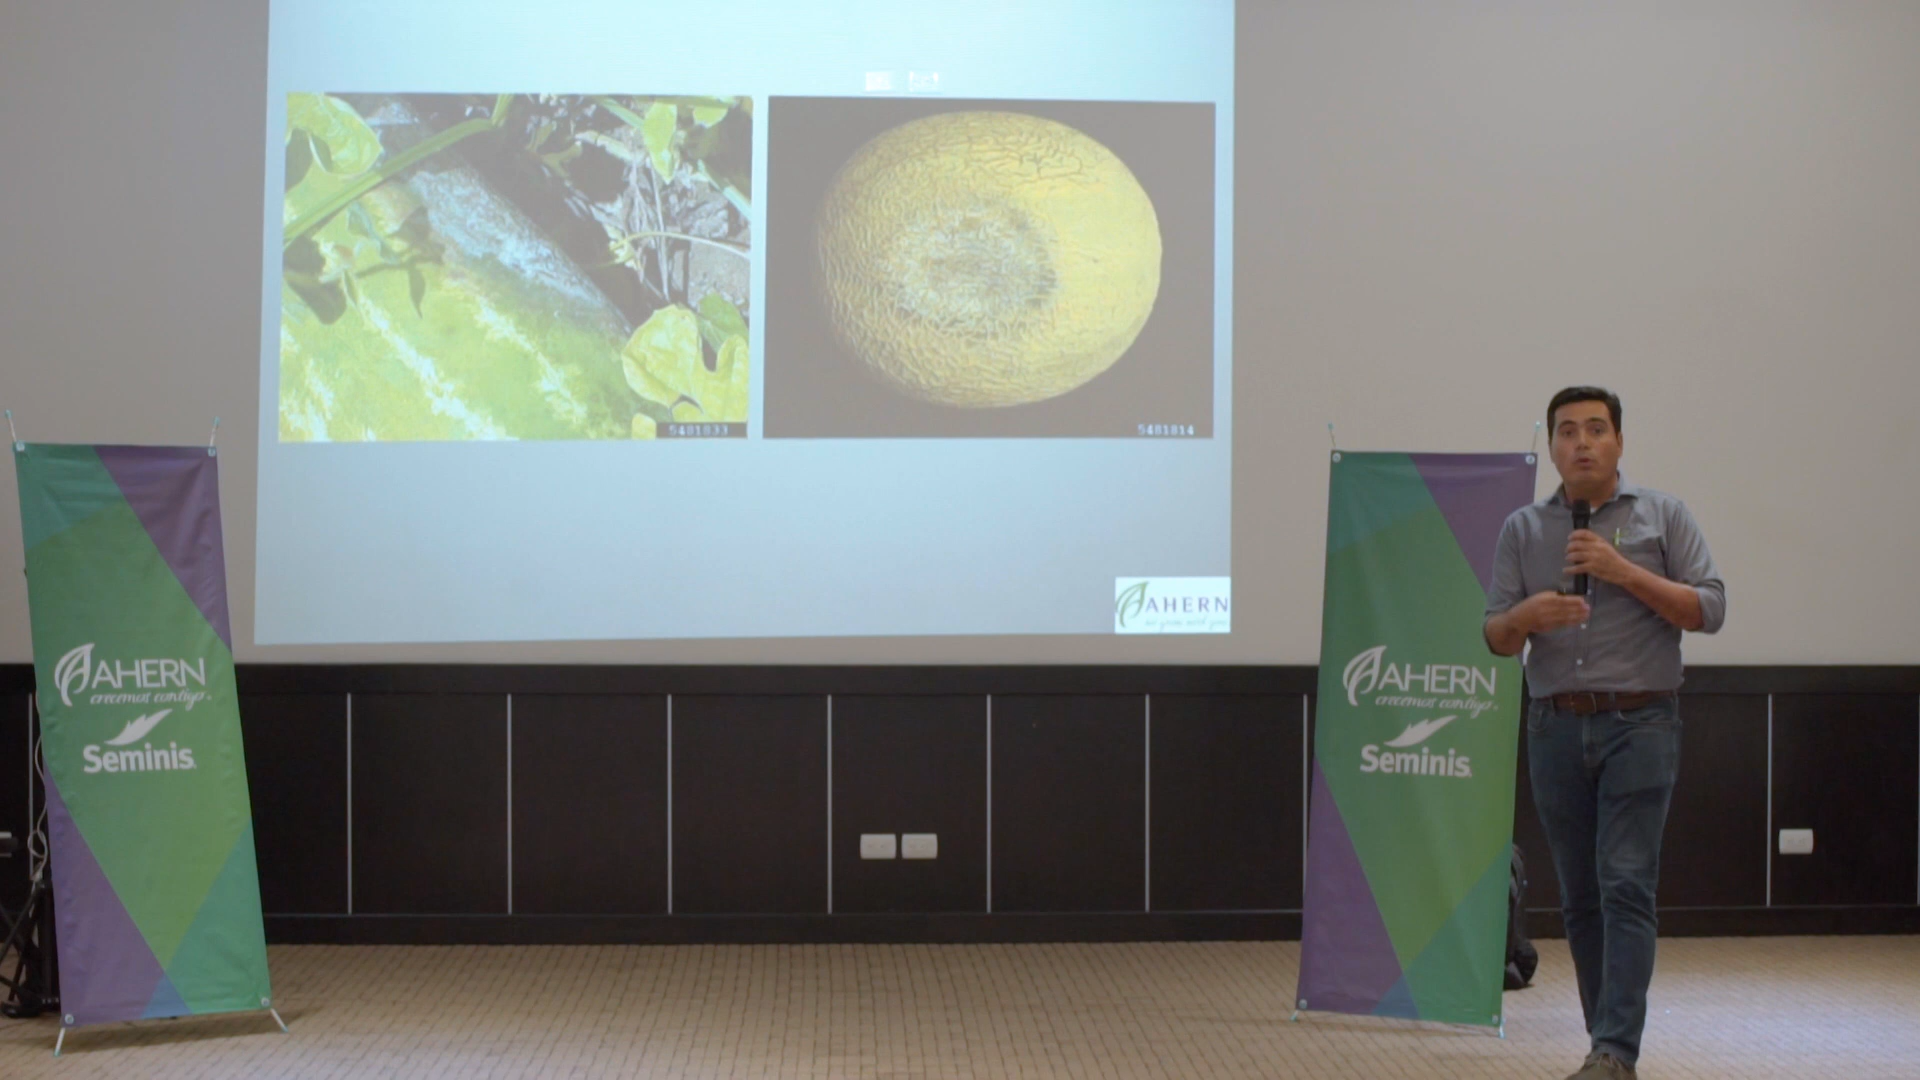 5481833
5481814
AHERN
we grow with you
AHERN
crecemos contigo
Seminis
AHERN
crecemos contigo
Seminis